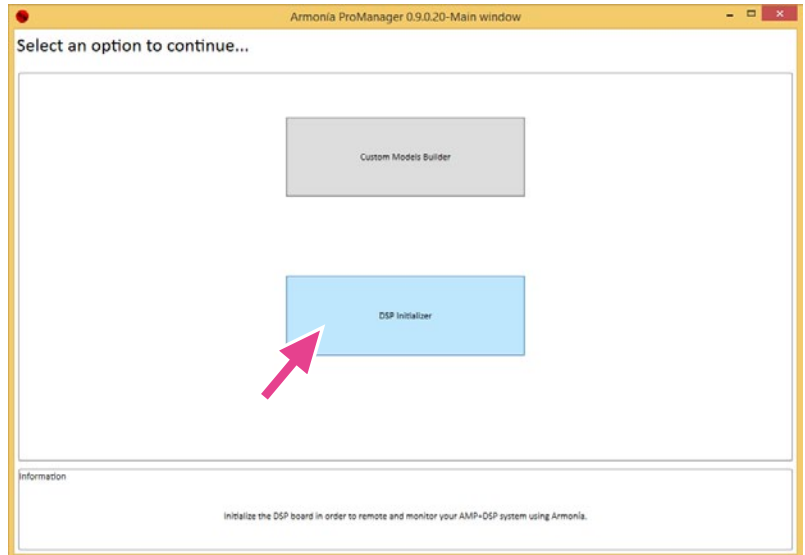 Armonía ProManager 0.9.0.20-Main window
Select an option to continue...
Custom Models Builder
DSP Initializer
Information
Initialize the DSP board in order to remote and monitor your AMP+DSP system using Armonía.